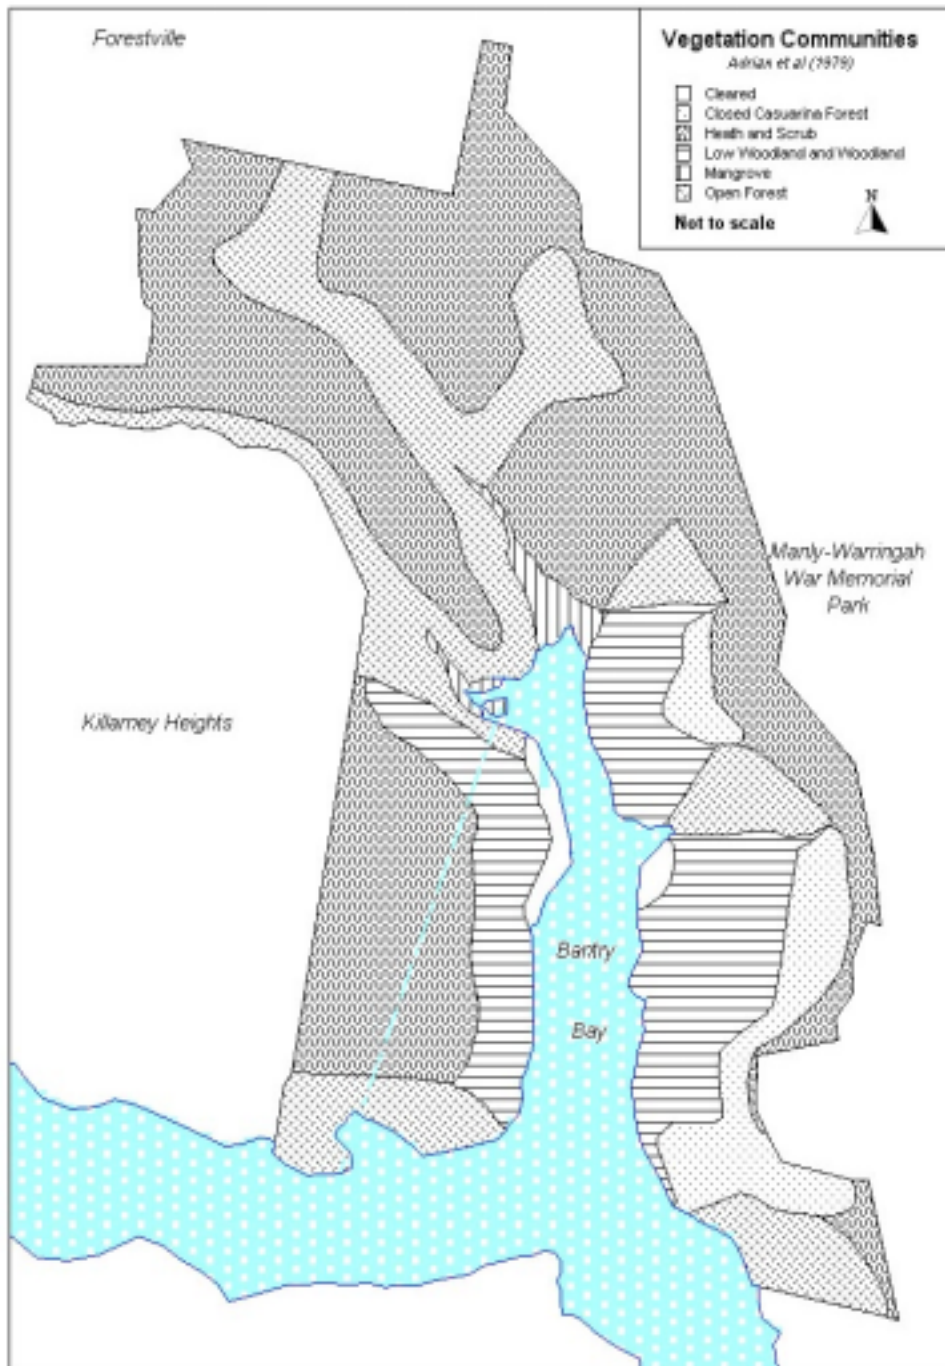 Forestville
Vegetation Communities
Adrian et al (1979)
Cleared
Closed Casuarina Forest
Heath and Scrub
Low Woodland and Woodland
Mangrove
Open Forest
N
Not to scale
Manly-Warringah
War Memorial
Park
Killarney Heights
Bantry
Bay